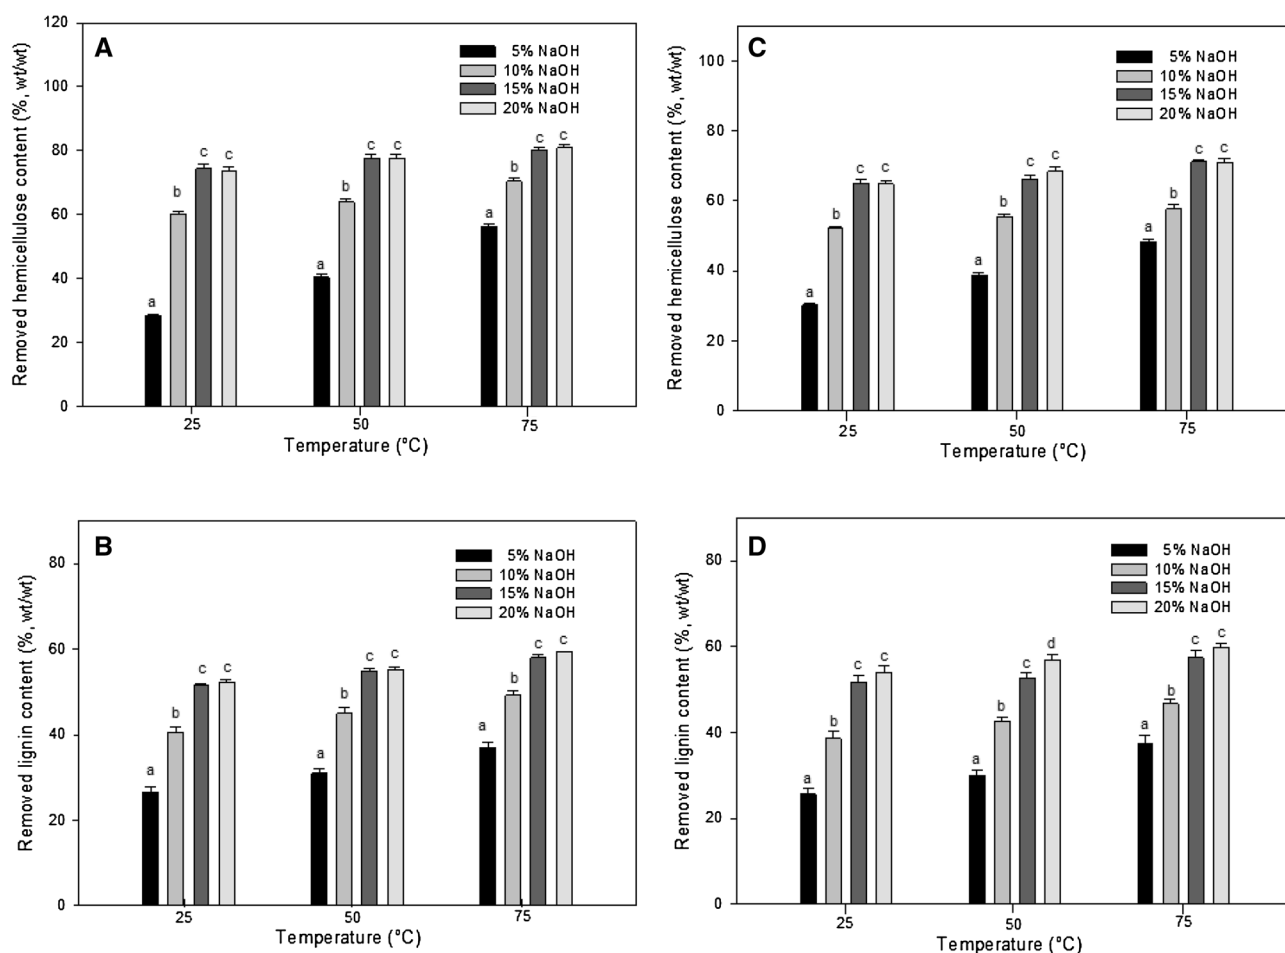 A
5% NaOH
10% NaOH
15% NaOH
20% NaOH
Removed hemicellulose content (%, wt/wt)
120
100
80
60
40
20
0
a b c c
a b c c
a b c c
25 50 75
Temperature (°C)
C
5% NaOH
10% NaOH
15% NaOH
20% NaOH
Removed hemicellulose content (%, wt/wt)
100
80
60
40
20
0
a b c c
a b c c
a b c c
25 50 75
Temperature (°C)
B
5% NaOH
10% NaOH
15% NaOH
20% NaOH
Removed lignin content (%, wt/wt)
80
60
40
20
0
a b c c
a b c c
a b c c
25 50 75
Temperature (°C)
D
5% NaOH
10% NaOH
15% NaOH
20% NaOH
Removed lignin content (%, wt/wt)
80
60
40
20
0
a b c c
a b c d
a b c c
25 50 75
Temperature (°C)